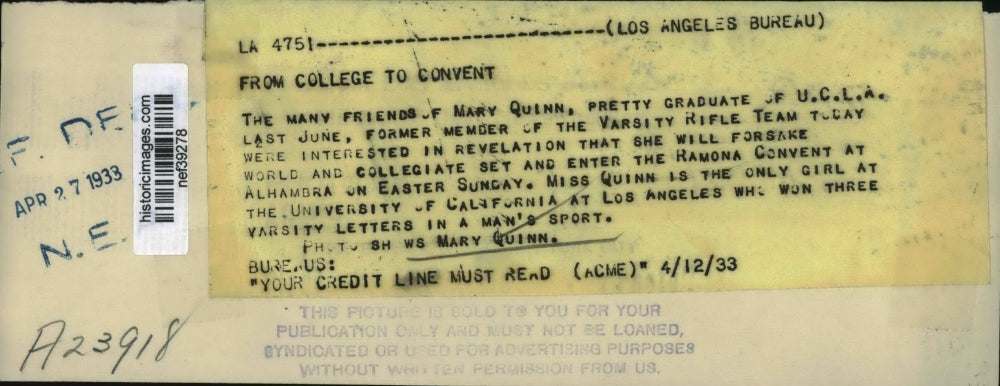 LA 4751-----------------------------(LOS ANGELES BUREAU)
FROM COLLEGE TO CONVENT
THE MANY FRIENDS OF MARY QUINN, PRETTY GRADUATE OF U.C.L.A.
LAST JUNE, FORMER MEMBER OF THE VARSITY RIFLE TEAM TODAY
WERE INTERESTED IN REVELATION THAT SHE WILL FORSAKE
WORLD AND COLLEGIATE SET AND ENTER THE RAMONA CONVENT AT
ALHAMBRA ON EASTER SUNDAY. MISS QUINN IS THE ONLY GIRL AT
THE UNIVERSITY OF CALIFORNIA AT LOS ANGELES WHO WON THREE
VARSITY LETTERS IN A MAN'S SPORT.
PHOTO SHOWS MARY QUINN.
BUREAUS:
"YOUR CREDIT LINE MUST READ (ACME)" 4/12/33
THIS PICTURE IS SOLD TO YOU FOR YOUR
PUBLICATION ONLY AND MUST NOT BE LOANED,
SYNDICATED OR USED FOR ADVERTISING PURPOSES
WITHOUT WRITTEN PERMISSION FROM US.
APR 27 1933
N.E.
historicimages.com
nef39278
A23918